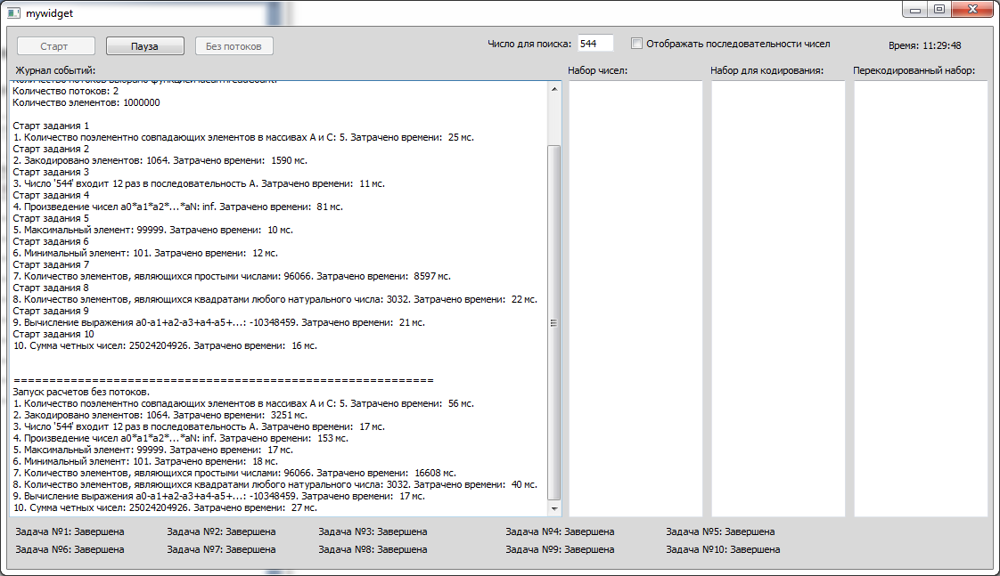 mywidget
Старт
Пауза
Без потоков
Число для поиска: 544
Отображать последовательности чисел
Время: 11:29:48
Журнал событий:
Набор чисел:
Набор для кодирования:
Перекодированный набор:
Количество потоков выбрано функцией idealThreadCount.
Количество потоков: 2
Количество элементов: 1000000
Старт задания 1
1. Количество поэлементно совпадающих элементов в массивах А и С: 5. Затрачено времени: 25 мс.
Старт задания 2
2. Закодировано элементов: 1064. Затрачено времени: 1590 мс.
Старт задания 3
3. Число '544' входит 12 раз в последовательность А. Затрачено времени: 11 мс.
Старт задания 4
4. Произведение чисел a0*a1*a2*...*aN: inf. Затрачено времени: 81 мс.
Старт задания 5
5. Максимальный элемент: 99999. Затрачено времени: 10 мс.
Старт задания 6
6. Минимальный элемент: 101. Затрачено времени: 12 мс.
Старт задания 7
7. Количество элементов, являющихся простыми числами: 96066. Затрачено времени: 8597 мс.
Старт задания 8
8. Количество элементов, являющихся квадратами любого натурального числа: 3032. Затрачено времени: 22 мс.
Старт задания 9
9. Вычисление выражения a0-a1+a2-a3+a4-a5+...: -10348459. Затрачено времени: 21 мс.
Старт задания 10
10. Сумма четных чисел: 25024204926. Затрачено времени: 16 мс.
============================================================
Запуск расчетов без потоков.
1. Количество поэлементно совпадающих элементов в массивах А и С: 5. Затрачено времени: 56 мс.
2. Закодировано элементов: 1064. Затрачено времени: 3251 мс.
3. Число '544' входит 12 раз в последовательность А. Затрачено времени: 17 мс.
4. Произведение чисел a0*a1*a2*...*aN: inf. Затрачено времени: 153 мс.
5. Максимальный элемент: 99999. Затрачено времени: 17 мс.
6. Минимальный элемент: 101. Затрачено времени: 18 мс.
7. Количество элементов, являющихся простыми числами: 96066. Затрачено времени: 16608 мс.
8. Количество элементов, являющихся квадратами любого натурального числа: 3032. Затрачено времени: 40 мс.
9. Вычисление выражения a0-a1+a2-a3+a4-a5+...: -10348459. Затрачено времени: 17 мс.
10. Сумма четных чисел: 25024204926. Затрачено времени: 27 мс.
Задача №1: Завершена
Задача №2: Завершена
Задача №3: Завершена
Задача №4: Завершена
Задача №5: Завершена
Задача №6: Завершена
Задача №7: Завершена
Задача №8: Завершена
Задача №9: Завершена
Задача №10: Завершена